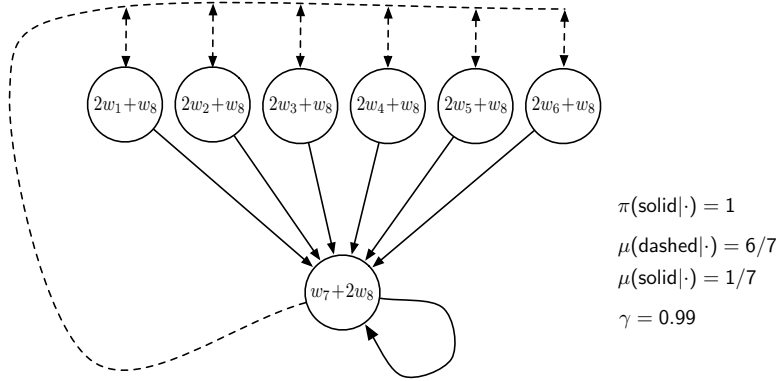 2w₁+w₈ 2w₂+w₈ 2w₃+w₈ 2w₄+w₈ 2w₅+w₈ 2w₆+w₈
w₇+2w₈
π(solid|·) = 1
μ(dashed|·) = 6/7
μ(solid|·) = 1/7
γ = 0.99